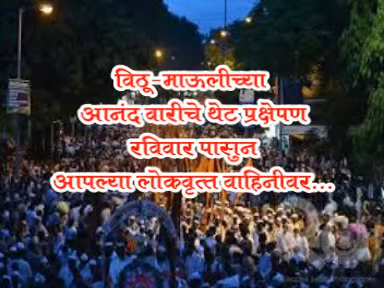 विठू-माऊलीच्या
आनंद वारीचे थेट प्रक्षेपण
रविवार पासुन
आपल्या लोकवृत्त वाहिनीवर...